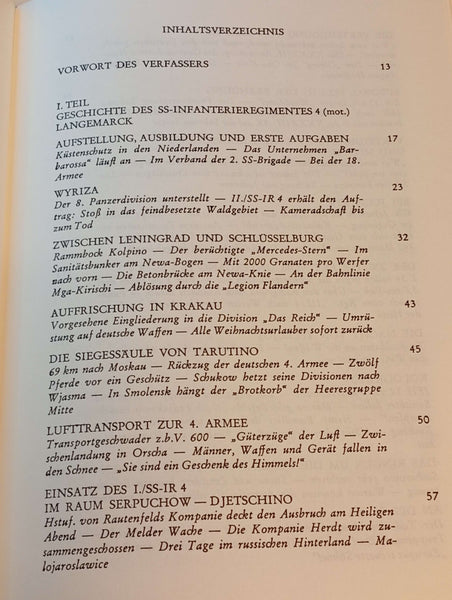 INHALTSVERZEICHNIS
VORWORT DES VERFASSERS 13
I. TEIL
GESCHICHTE DES SS-INFANTERIEREGIMENTES 4 (mot.)
LANGEMARCK
AUFSTELLUNG, AUSBILDUNG UND ERSTE AUFGABEN 17
Küstenschutz in den Niederlanden — Das Unternehmen „Bar-
barossa“ läuft an — Im Verband der 2. SS-Brigade — Bei der 18.
Armee
WYRIZA 23
Der 8. Panzerdivision unterstellt — II./SS-IR 4 erhält den Auf-
trag: Stoß in das feindbesetzte Waldgebiet — Kameradschaft bis
zum Tod
ZWISCHEN LENINGRAD UND SCHLÜSSELBURG 32
Rammbock Kolpino — Der berüchtigte „Mercedes-Stern“ — Im
Sanitätsbunker am Newa-Bogen — Mit 2000 Granaten pro Werfer
nach vorn — Die Betonbrücke am Newa-Knie — An der Bahnlinie
Mga-Kirischi — Ablösung durch die „Legion Flandern“
AUFFRISCHUNG IN KRAKAU 43
Vorgesehene Eingliederung in die Division „Das Reich“ — Umrü-
stung auf deutsche Waffen — Alle Weihnachtsurlauber sofort zurück
DIE SIEGESSÄULE VON TARUTINO 45
69 km nach Moskau — Rückzug der deutschen 4. Armee — Zwölf
Pferde vor ein Geschütz — Schukow hetzt seine Divisionen nach
Wjasma — In Smolensk hängt der „Brotkorb“ der Heeresgruppe
Mitte
LUFTTRANSPORT ZUR 4. ARMEE 50
Transportgeschwader z.b.V. 600 — „Güterzüge“ der Luft — Zwi-
schenlandung in Orscha — Männer, Waffen und Gerät fallen in
den Schnee — „Sie sind ein Geschenk des Himmels!“
EINSATZ DES I./SS-IR 4
IM RAUM SERPUCHOW — DJETSCHINO 57
Hstuf. von Rautenfelds Kompanie deckt den Ausbruch am Heiligen
Abend — Der Melder Wache — Die Kompanie Herdt wird zu-
sammengeschossen — Drei Tage im russischen Hinterland — Ma-
lojaroslawice